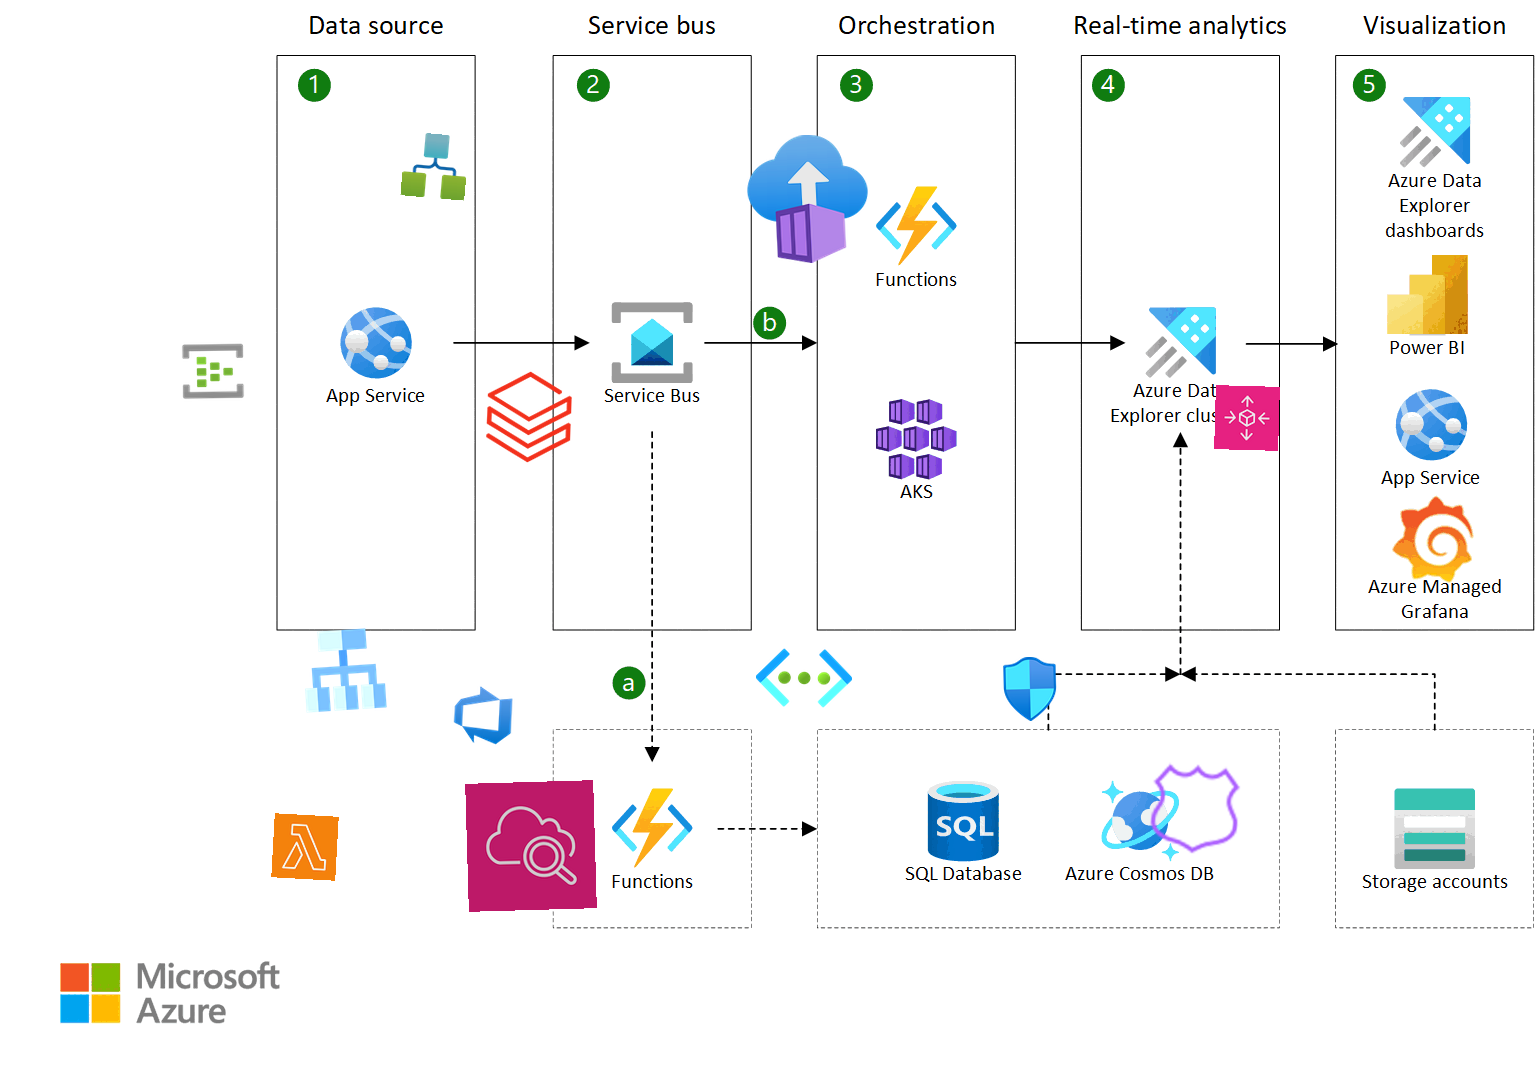 Data source
Service bus
Orchestration
Real-time analytics
Visualization
1
2
3
4
5
Azure Data
Explorer
dashboards
Functions
b
Power BI
App Service
Service Bus
Azure Dat
Explorer clus
App Service
AKS
Azure Managed
Grafana
a
SQL
SQL Database
Azure Cosmos DB
Functions
Storage accounts
Microsoft
Azure